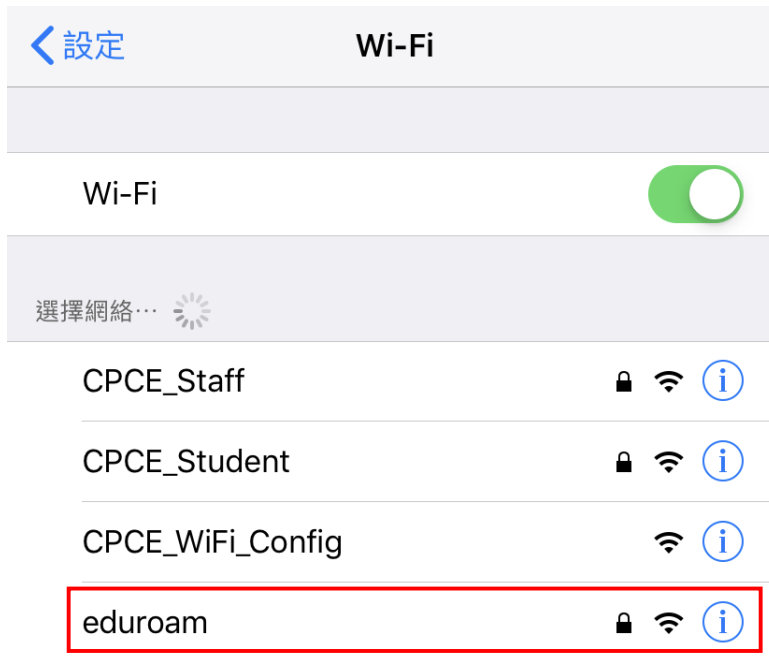 設定 Wi-Fi
Wi-Fi
選擇網絡⋯
CPCE_Staff
CPCE_Student
CPCE_WiFi_Config
eduroam